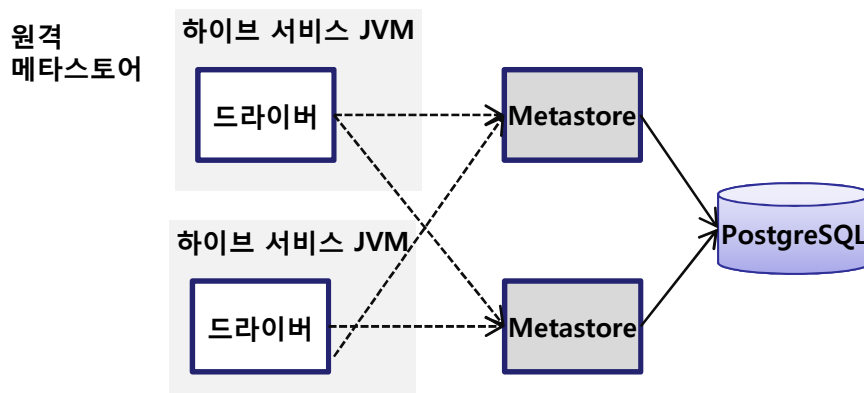 원격
메타스토어
하이브 서비스 JVM
드라이버
Metastore
하이브 서비스 JVM
드라이버
Metastore
PostgreSQL